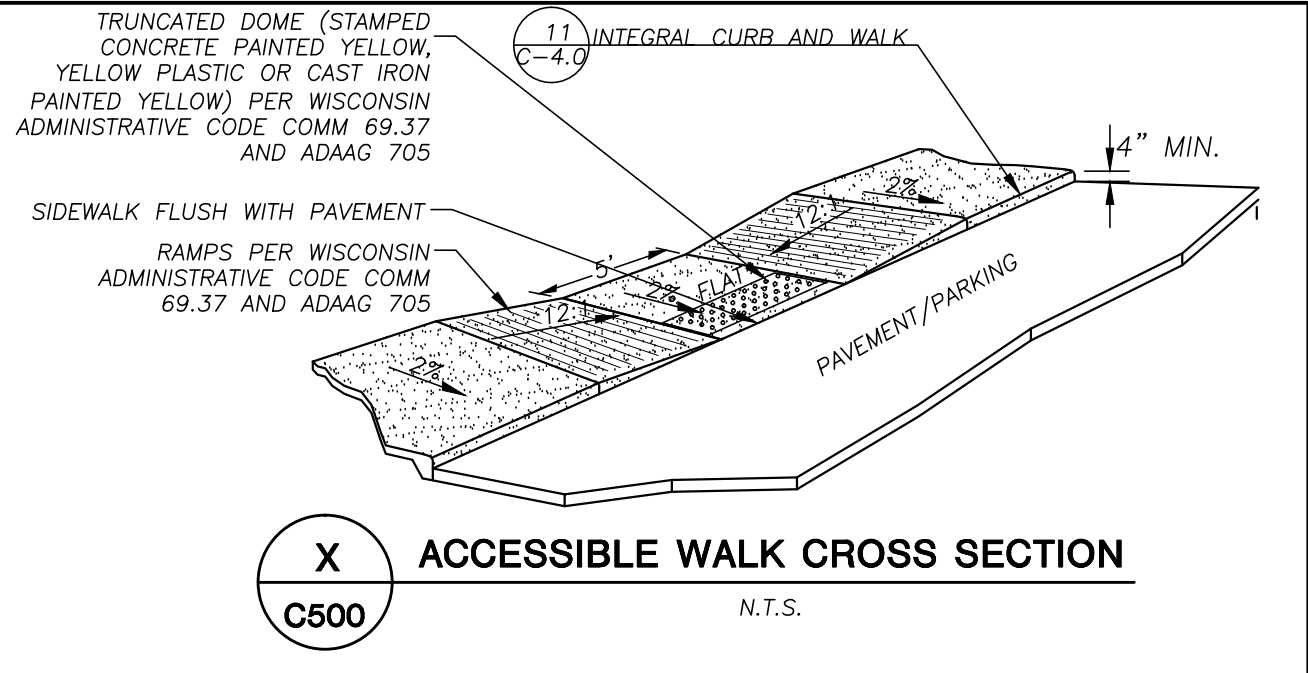 TRUNCATED DOME (STAMPED
CONCRETE PAINTED YELLOW,
YELLOW PLASTIC OR CAST IRON
PAINTED YELLOW) PER WISCONSIN
ADMINISTRATIVE CODE COMM 69.37
AND ADAAG 705
11
C-4.0
INTEGRAL CURB AND WALK
4" MIN.
SIDEWALK FLUSH WITH PAVEMENT
RAMPS PER WISCONSIN
ADMINISTRATIVE CODE COMM
69.37 AND ADAAG 705
2%
12:1
5'
FLAT
2%
12:1
2%
PAVEMENT/PARKING
X
C500
ACCESSIBLE WALK CROSS SECTION
N.T.S.